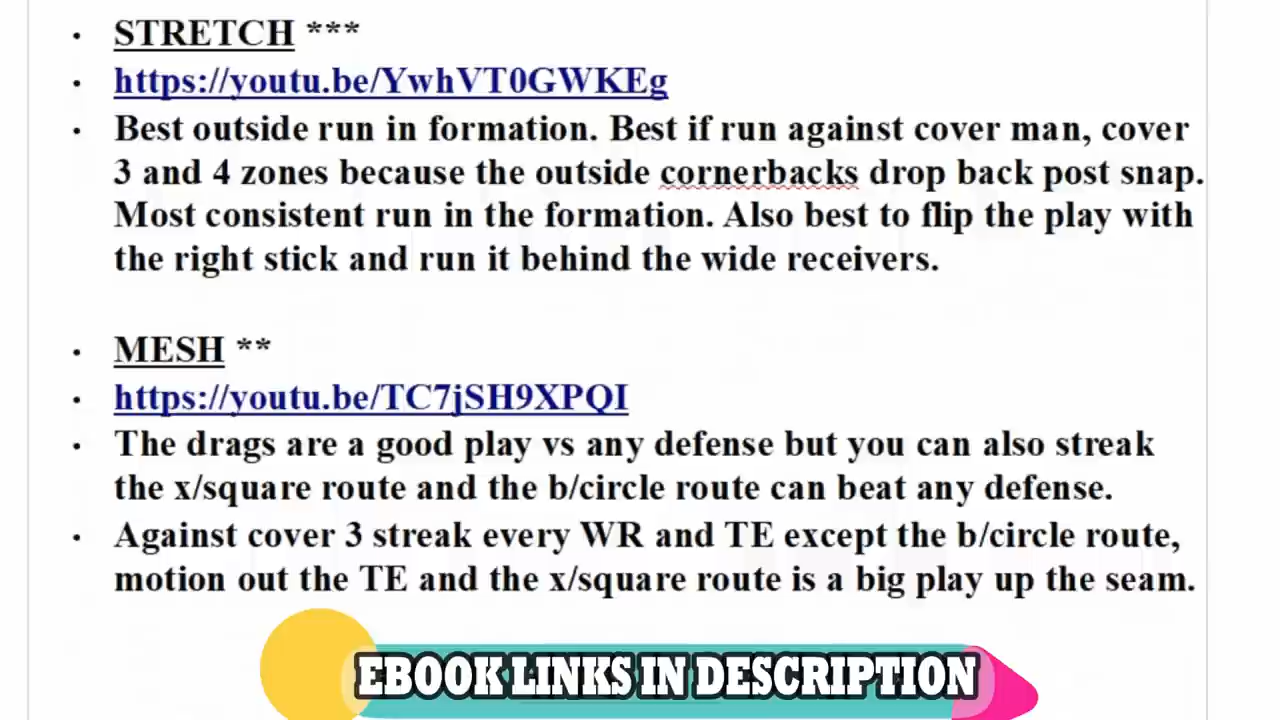 • STRETCH ***
• https://youtu.be/YwhVT0GWKEg
• Best outside run in formation. Best if run against cover man, cover
3 and 4 zones because the outside cornerbacks drop back post snap.
Most consistent run in the formation. Also best to flip the play with
the right stick and run it behind the wide receivers.
• MESH **
• https://youtu.be/TC7jSH9XPQI
• The drags are a good play vs any defense but you can also streak
the x/square route and the b/circle route can beat any defense.
• Against cover 3 streak every WR and TE except the b/circle route,
motion out the TE and the x/square route is a big play up the seam.
EBOOK LINKS IN DESCRIPTION